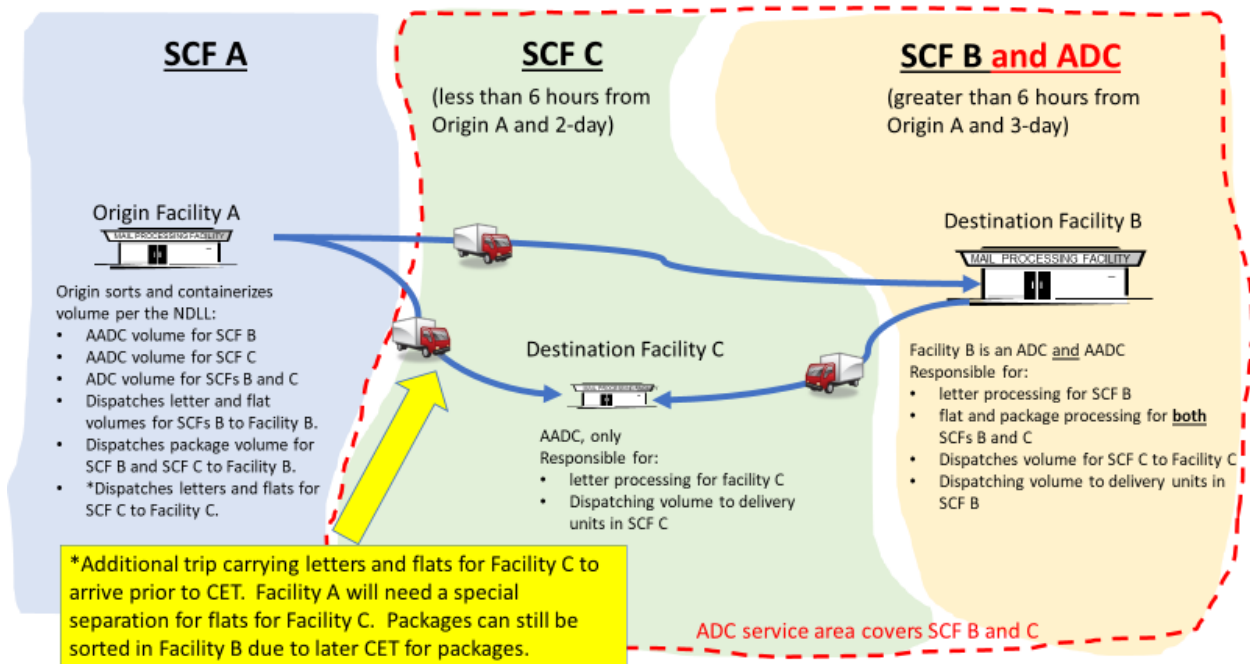 SCF A
SCF C
SCF B and ADC
(less than 6 hours from
Origin A and 2-day)
(greater than 6 hours from
Origin A and 3-day)
Origin Facility A
MAIL PROCESSING FACILITY
Origin sorts and containerizes
volume per the NDLL:
• AADC volume for SCF B
• AADC volume for SCF C
• ADC volume for SCFs B and C
• Dispatches letter and flat
volumes for SCFs B to Facility B.
• Dispatches package volume for
SCF B and SCF C to Facility B.
• *Dispatches letters and flats for
SCF C to Facility C.
Destination Facility C
MAIL PROCESSING FACILITY
AADC, only
Responsible for:
• letter processing for facility C
• Dispatching volume to delivery
units in SCF C
Destination Facility B
MAIL PROCESSING FACILITY
Facility B is an ADC and AADC
Responsible for:
• letter processing for SCF B
• flat and package processing for both
SCFs B and C
• Dispatches volume for SCF C to Facility C
• Dispatching volume to delivery units in
SCF B
*Additional trip carrying letters and flats for Facility C to
arrive prior to CET. Facility A will need a special
separation for flats for Facility C. Packages can still be
sorted in Facility B due to later CET for packages.
ADC service area covers SCF B and C